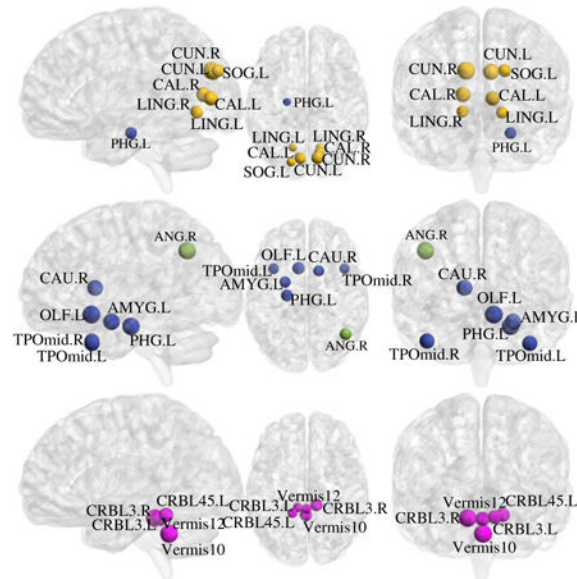 CUN.R
CUN.L SOG.L
CAL.R
LING.R CAL.L
LING.L
PHG.L
PHG.L
LING.L LING.R
CAL.L CAL.R
SOG.L CUN.L CUN.R
CUN.L
CUN.R SOG.L
CAL.R CAL.L
LING.R LING.L
PHG.L
ANG.R
CAU.R
OLF.L AMYG.L
TPOmid.R PHG.L
TPOmid.L
OLF.L CAU.R
TPOmid.L TPOmid.R
AMYG.L
PHG.L
ANG.R
ANG.R
CAU.R
OLF.L
AMYG.L
PHG.L
TPOmid.R TPOmid.L
CRBL3.R CRBL45.L
CRBL3.L Vermis12
Vermis10
Vermis12
CRBL3.L CRBL3.R
CRBL45.L
Vermis10
Vermis12 CRBL45.L
CRBL3.R CRBL3.L
Vermis10